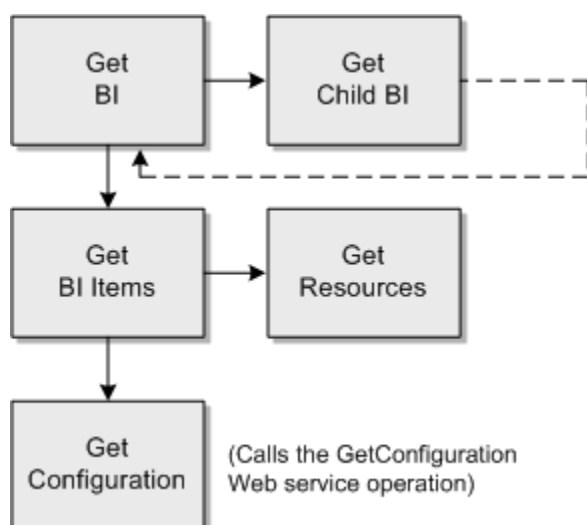 Get
BI
Get
Child BI
Get
BI Items
Get
Resources
Get
Configuration
(Calls the GetConfiguration
Web service operation)